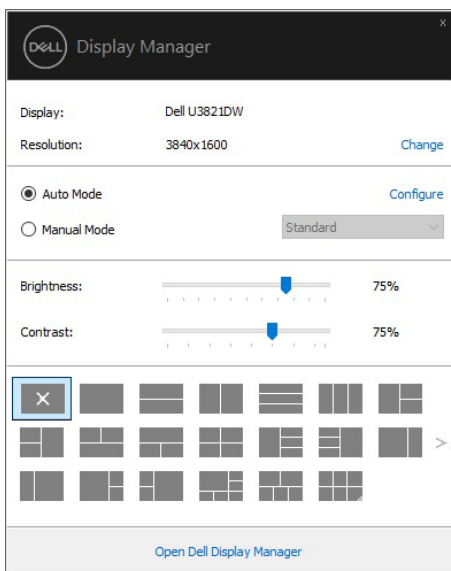 x
DELL Display Manager
Display: Dell U3821DW
Resolution: 3840x1600 Change
Auto Mode Configure
Manual Mode Standard
Brightness: 75%
Contrast: 75%
Open Dell Display Manager